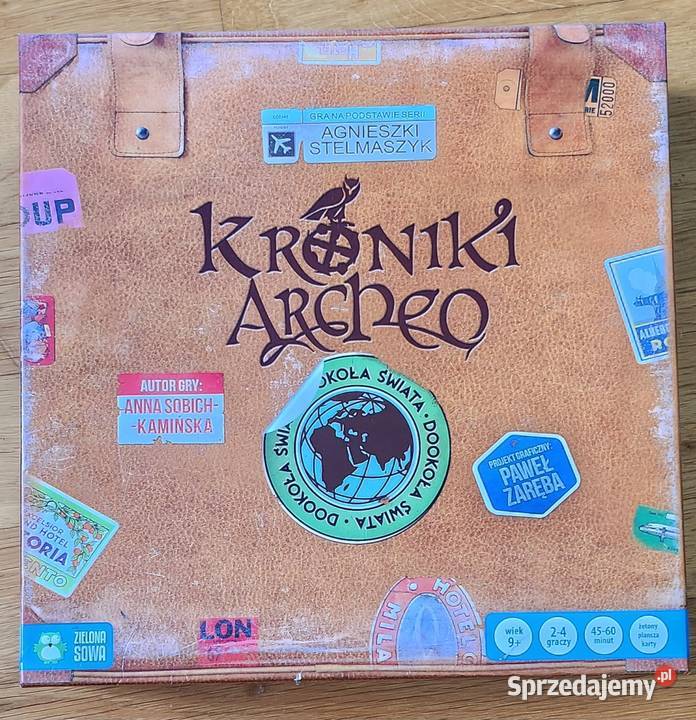 GRA NA PODSTAWIE SERII
AGNIESZKI
STELMASZYK
52000
OUP
KRONIKI
ARCHEO
AUTOR GRY:
ANNA SOBICH-
-KAMIŃSKA
DOOKOŁA ŚWIATA · DOOKOŁA ŚWIATA
PROJEKT GRAFICZNY:
PAWEŁ
ZARĘBA
HOTEL
MILA
LON
ZIELONA
SOWA
wiek
9+
2-4
graczy
45-60
minut
żetony
plansza
karty
Sprzedajemy.pl